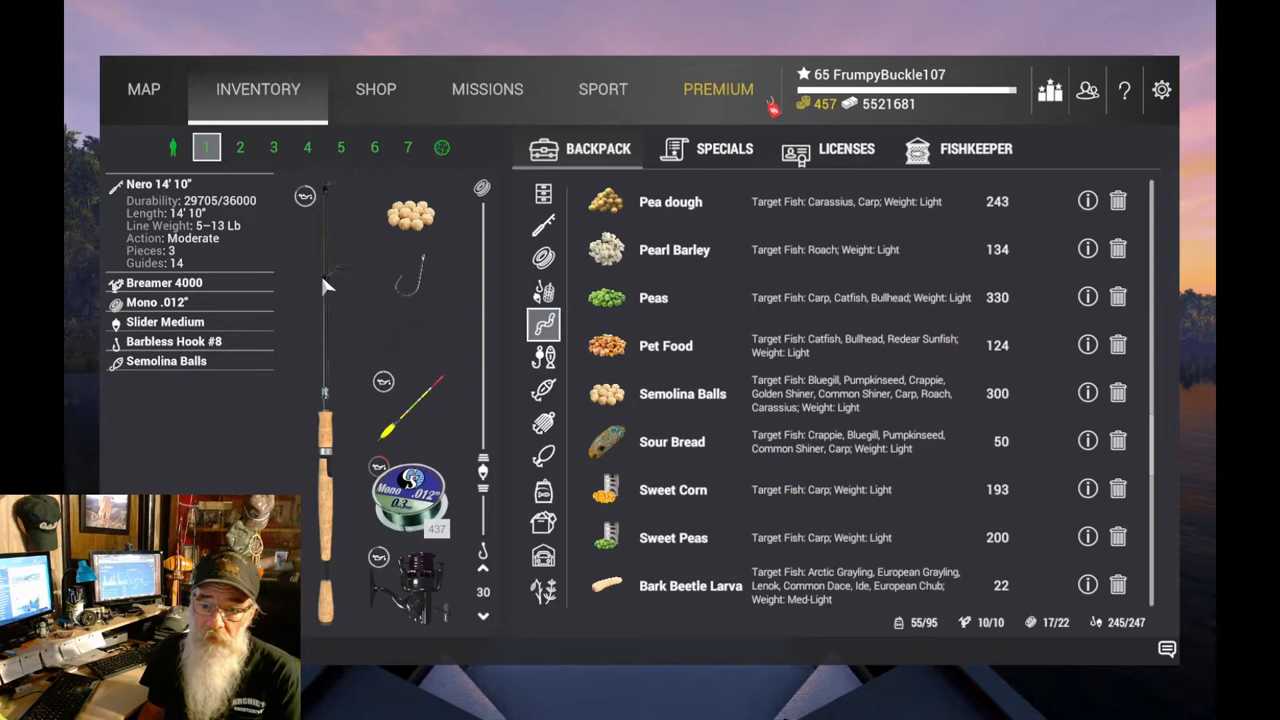 MAP
INVENTORY
SHOP
MISSIONS
SPORT
PREMIUM
65 FrumpyBuckle107
457 5521681
1 2 3 4 5 6 7
BACKPACK
SPECIALS
LICENSES
FISHKEEPER
Nero 14' 10"
Durability: 29705/36000
Length: 14' 10"
Line Weight: 5–13 Lb
Action: Moderate
Pieces: 3
Guides: 14
Breamer 4000
Mono .012"
Slider Medium
Barbless Hook #8
Semolina Balls
Mono .012"
0.3
437
30
Pea dough
Target Fish: Carassius, Carp; Weight: Light
243
Pearl Barley
Target Fish: Roach; Weight: Light
134
Peas
Target Fish: Carp, Catfish, Bullhead; Weight: Light
330
Pet Food
Target Fish: Catfish, Bullhead, Redear Sunfish;
Weight: Light
124
Semolina Balls
Target Fish: Bluegill, Pumpkinseed, Crappie,
Golden Shiner, Common Shiner, Carp, Roach,
Carassius; Weight: Light
300
Sour Bread
Target Fish: Crappie, Bluegill, Pumpkinseed,
Common Shiner, Carp; Weight: Light
50
Sweet Corn
Target Fish: Carp; Weight: Light
193
Sweet Peas
Target Fish: Carp; Weight: Light
200
Bark Beetle Larva
Target Fish: Arctic Grayling, European Grayling,
Lenok, Common Dace, Ide, European Chub;
Weight: Med-Light
22
55/95
10/10
17/22
245/247